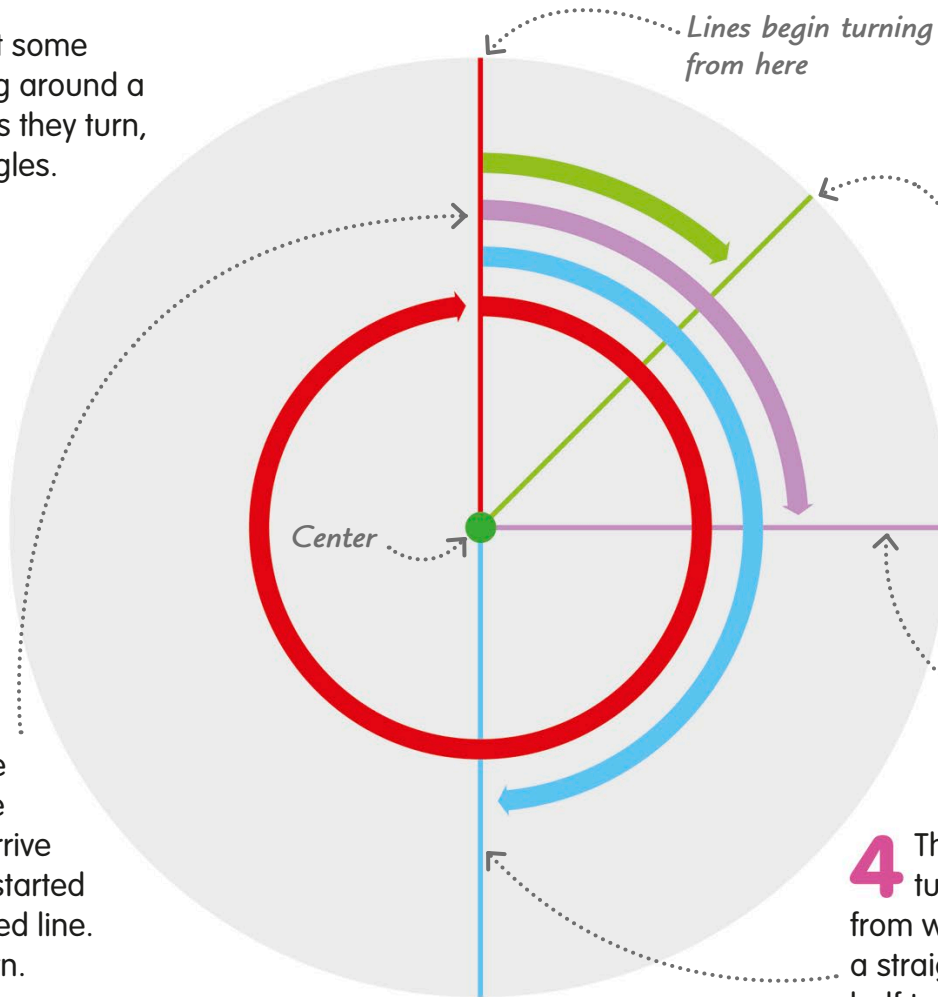 some
around a
s they turn,
gles.
Lines begin turning
from here
Center
e
e
rrive
started
ed line.
n.
4 Th
tu
from w
a straig